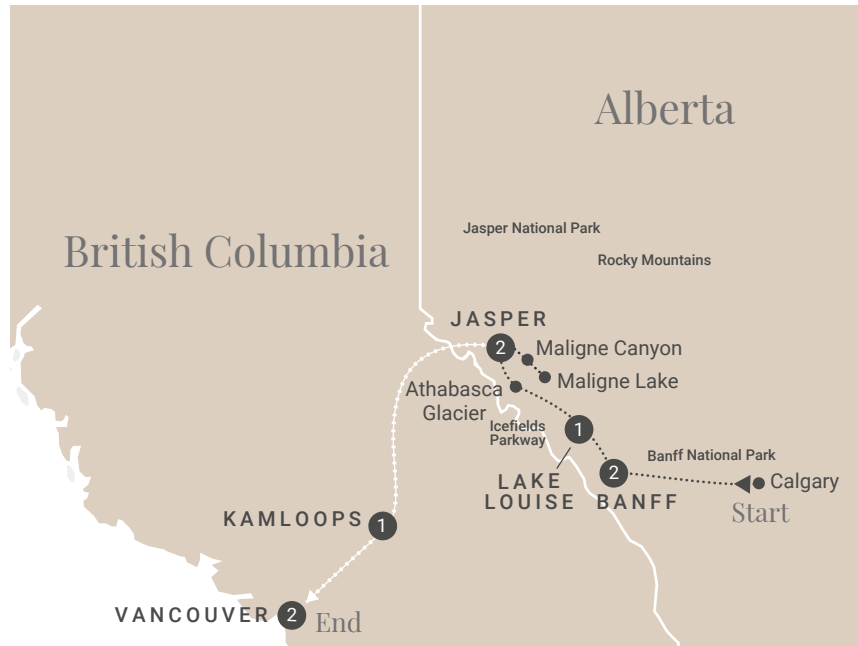 Alberta
British Columbia
Jasper National Park
Rocky Mountains
JASPER
2
Maligne Canyon
Maligne Lake
Athabasca
Glacier
Icefields
Parkway
1
LAKE
LOUISE
2
BANFF
Banff National Park
Calgary
Start
KAMLOOPS
1
VANCOUVER
2
End